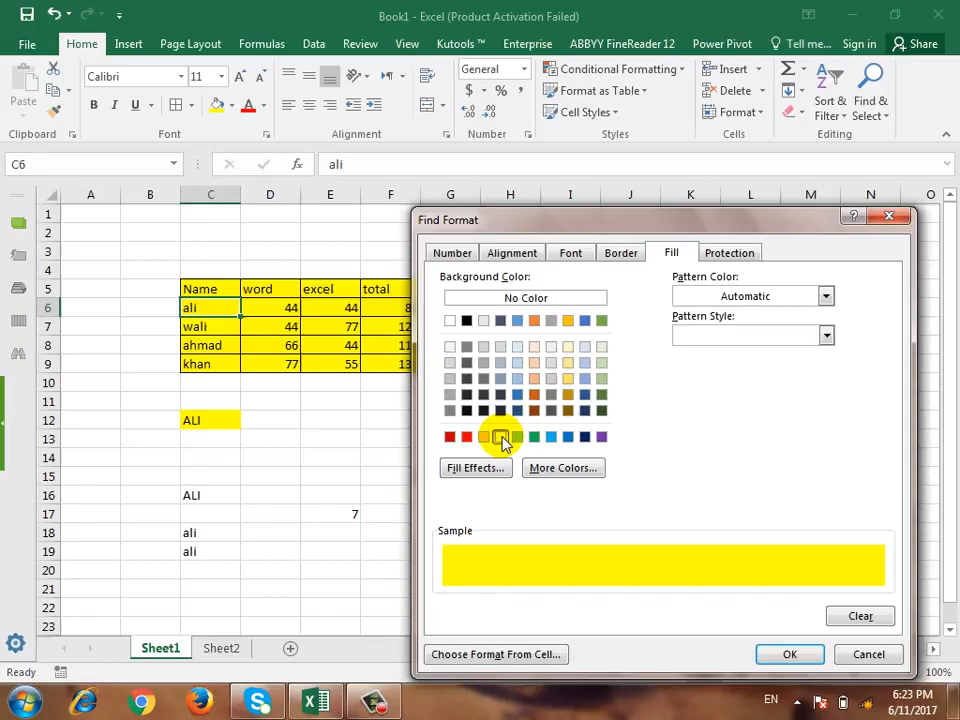 Book1 - Excel (Product Activation Failed)
File Home Insert Page Layout Formulas Data Review View Kutools ™ Enterprise ABBYY FineReader 12 Power Pivot Tell me... Sign in Share
Calibri 11 General Conditional Formatting Insert
Paste B I U A $ % , Format as Table Delete Sort & Find &
Cell Styles Format Filter Select
Clipboard Font Alignment Number Styles Cells Editing
C6 fx ali
A B C D E F G H I J K L M N O
1
2
3
4
5 Name word excel total
6 ali 44 44 8
7 wali 44 77 12
8 ahmad 66 44 11
9 khan 77 55 13
10
11
12 ALI
13
14
15
16 ALI
17 7
18 ali
19 ali
20
21
22
23
Find Format
Number Alignment Font Border Fill Protection
Background Color:
No Color
Pattern Color:
Automatic
Pattern Style:
Fill Effects... More Colors...
Sample
Clear
Choose Format From Cell... OK Cancel
Sheet1 Sheet2
Ready 100%
EN 6:23 PM
6/11/2017